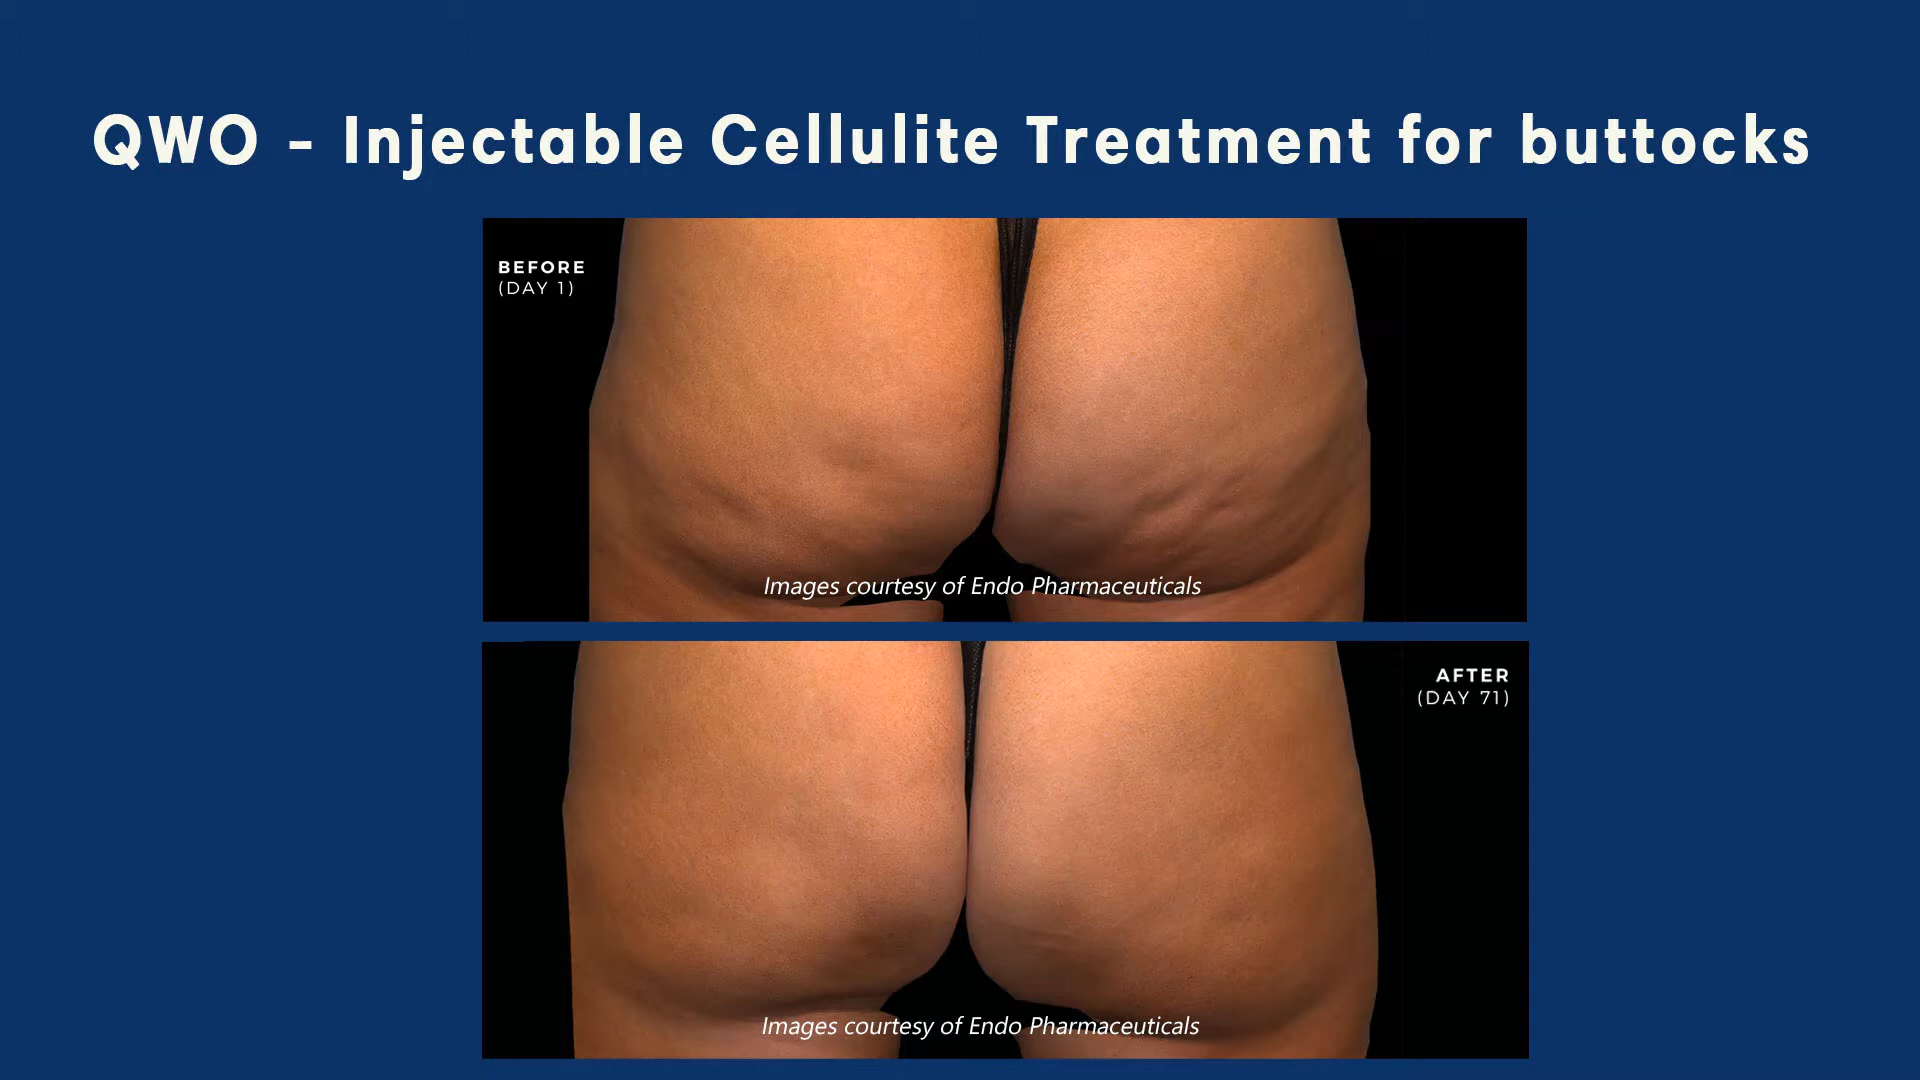 QWO - Injectable Cellulite Treatment for buttocks
BEFORE
(DAY 1)
Images courtesy of Endo Pharmaceuticals
AFTER
(DAY 71)
Images courtesy of Endo Pharmaceuticals